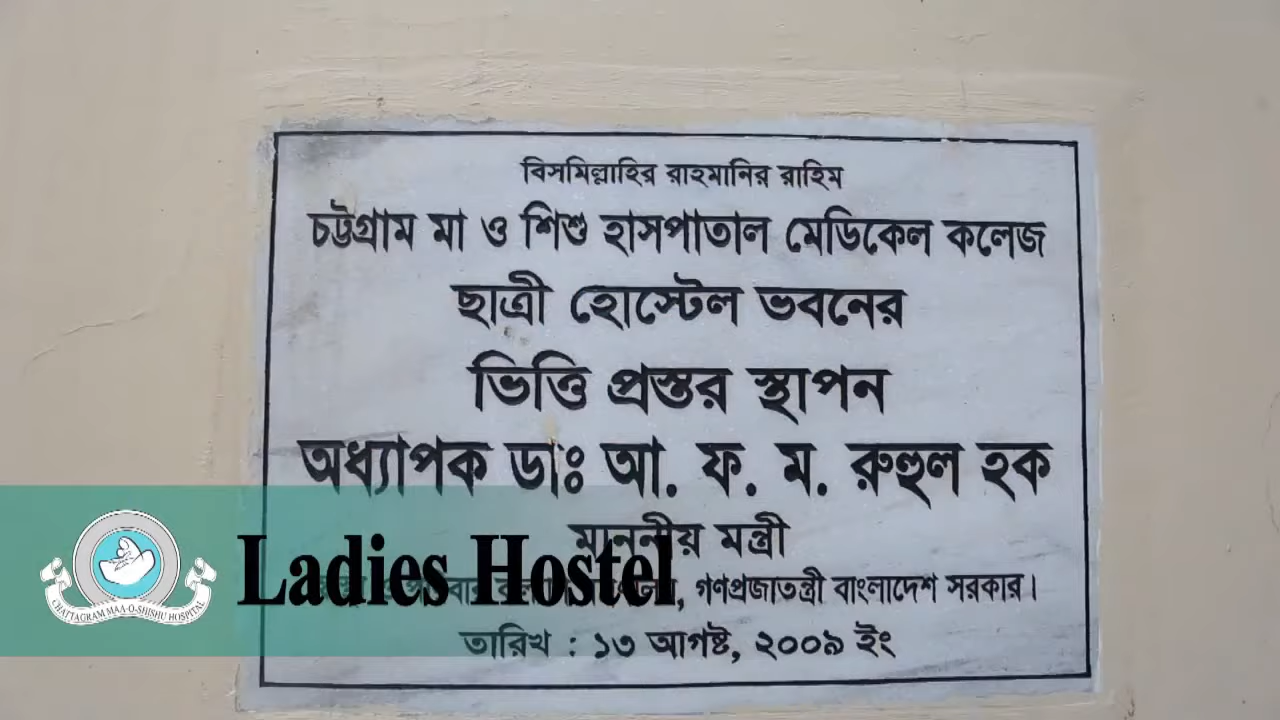 বিসমিল্লাহির রাহমানির রাহিম
চট্টগ্রাম মা ও শিশু হাসপাতাল মেডিকেল কলেজ
ছাত্রী হোস্টেল ভবনের
ভিত্তি প্রস্তর স্থাপন
অধ্যাপক ডাঃ আ. ফ. ম. রুহুল হক
মাননীয় মন্ত্রী
গণপ্রজাতন্ত্রী বাংলাদেশ সরকার।
তারিখ : ১৩ আগষ্ট, ২০০৯ ইং
Ladies Hostel
CHATTAGRAM MAA-O-SHISHU HOSPITAL